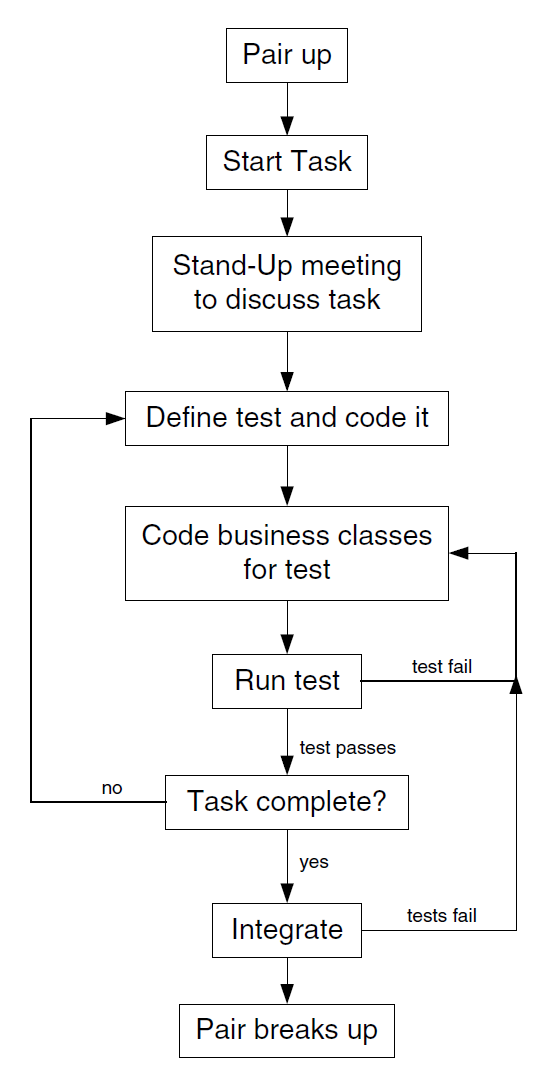 Pair up
Start Task
Stand-Up meeting
to discuss task
Define test and code it
Code business classes
for test
Run test
test fail
test passes
no
Task complete?
yes
Integrate
tests fail
Pair breaks up